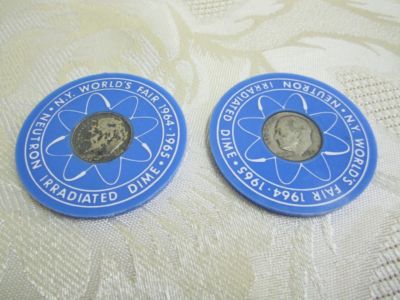 N.Y. WORLD'S FAIR 1964-1965 •
NEUTRON IRRADIATED DIME •
N.Y. WORLD'S FAIR 1964-1965 •
NEUTRON IRRADIATED DIME •